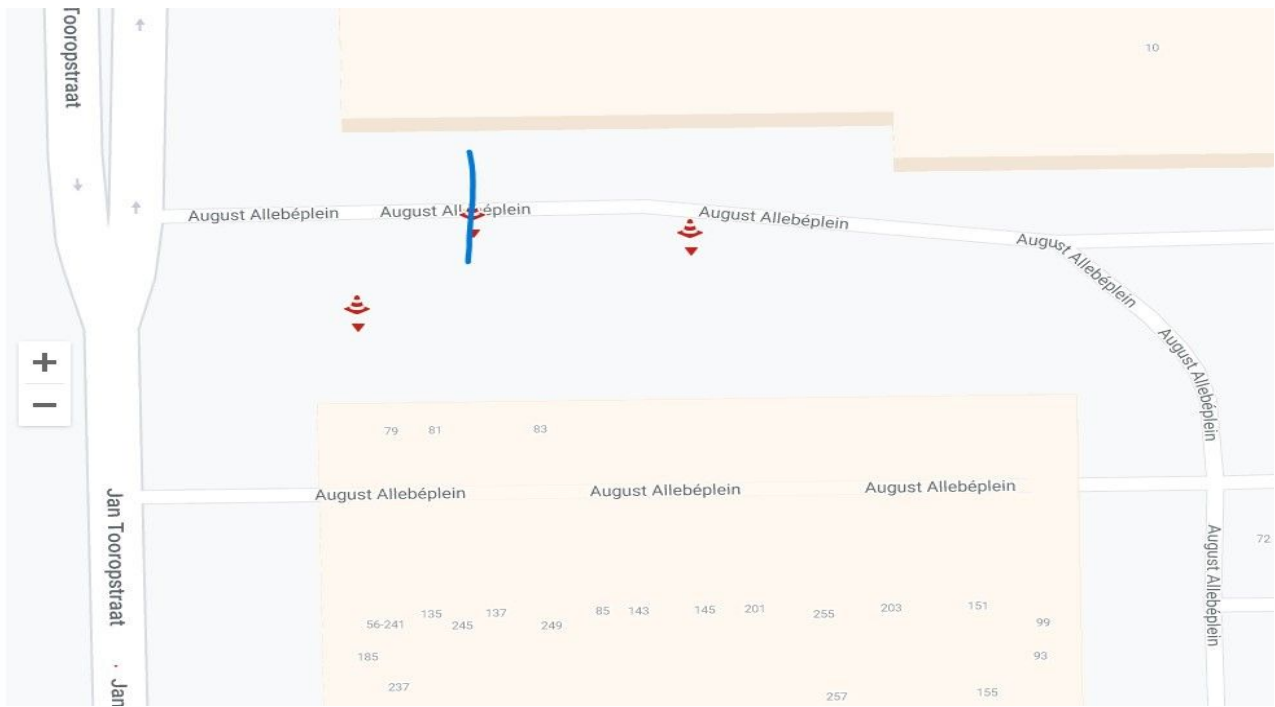 Tooropstraat
10
August Allebéplein
August Allebéplein
August Allebéplein
August Allebéplein
August Allebéplein
+
−
79 81 83
August Allebéplein
August Allebéplein
August Allebéplein
Jan Tooropstraat
August Allebéplein
72
56-241 135 245 137 249 85 143 145 201 255 203 151 99
185
93
237
257
155
Jan